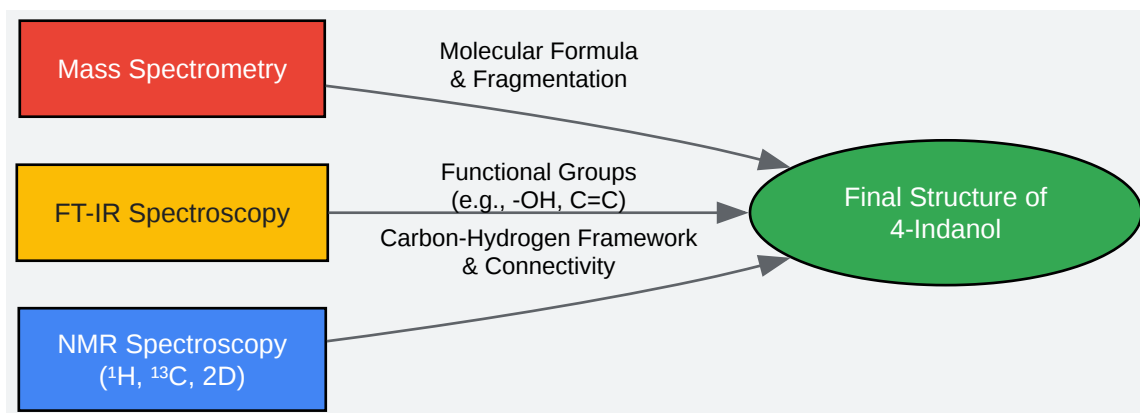 Mass Spectrometry
Molecular Formula
& Fragmentation
FT-IR Spectroscopy
Functional Groups
(e.g., -OH, C=C)
Carbon-Hydrogen Framework
& Connectivity
NMR Spectroscopy
(¹H, ¹³C, 2D)
Final Structure of
4-Indanol